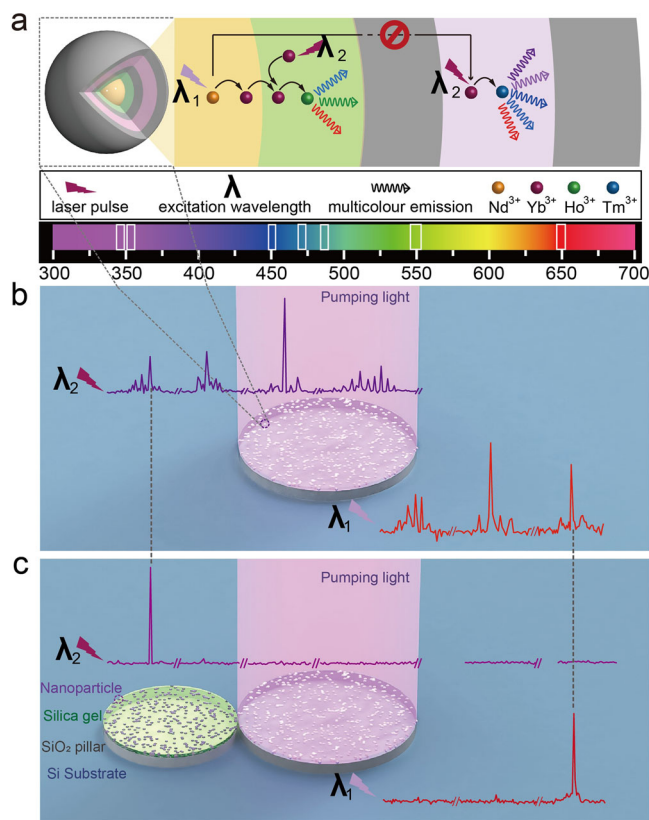 a
λ2
λ1
λ2
λ
laser pulse
excitation wavelength
multicolour emission
Nd³⁺
Yb³⁺
Ho³⁺
Tm³⁺
300 350 400 450 500 550 600 650 700
b
Pumping light
λ2
λ1
c
Pumping light
λ2
Nanoparticle
Silica gel
SiO₂ pillar
Si Substrate
λ1